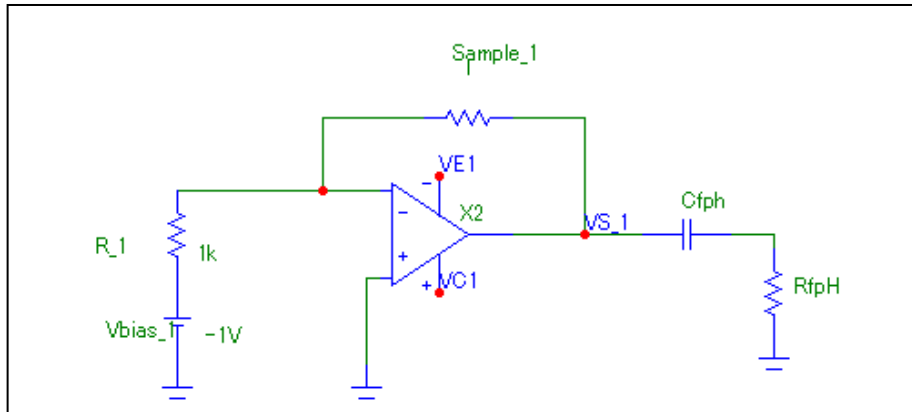 Sample_1
VE1
X2
VS_1
Cfph
R_1
1k
VC1
RfpH
Vbias_1
-1V